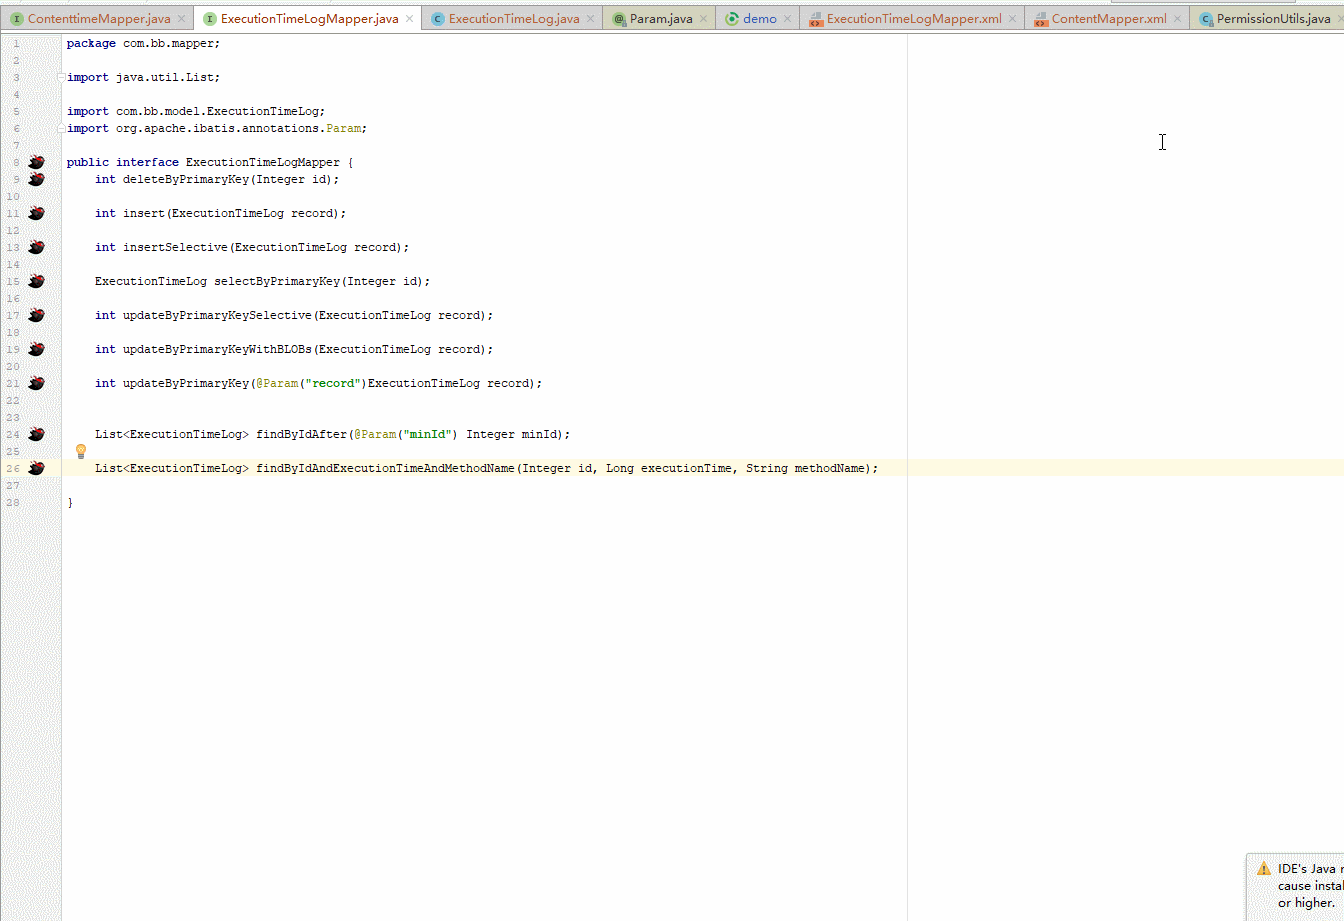 ContenttimeMapper.java ExecutionTimeLogMapper.java ExecutionTimeLog.java Param.java demo ExecutionTimeLogMapper.xml ContentMapper.xml PermissionUtils.java
1 package com.bb.mapper;
2
3 import java.util.List;
4
5 import com.bb.model.ExecutionTimeLog;
6 import org.apache.ibatis.annotations.Param;
7
8 public interface ExecutionTimeLogMapper {
9 int deleteByPrimaryKey(Integer id);
10
11 int insert(ExecutionTimeLog record);
12
13 int insertSelective(ExecutionTimeLog record);
14
15 ExecutionTimeLog selectByPrimaryKey(Integer id);
16
17 int updateByPrimaryKeySelective(ExecutionTimeLog record);
18
19 int updateByPrimaryKeyWithBLOBs(ExecutionTimeLog record);
20
21 int updateByPrimaryKey(@Param("record")ExecutionTimeLog record);
22
23
24 List<ExecutionTimeLog> findByIdAfter(@Param("minId") Integer minId);
25
26 List<ExecutionTimeLog> findByIdAndExecutionTimeAndMethodName(Integer id, Long executionTime, String methodName);
27
28 }
IDE's Java
cause
or higher.